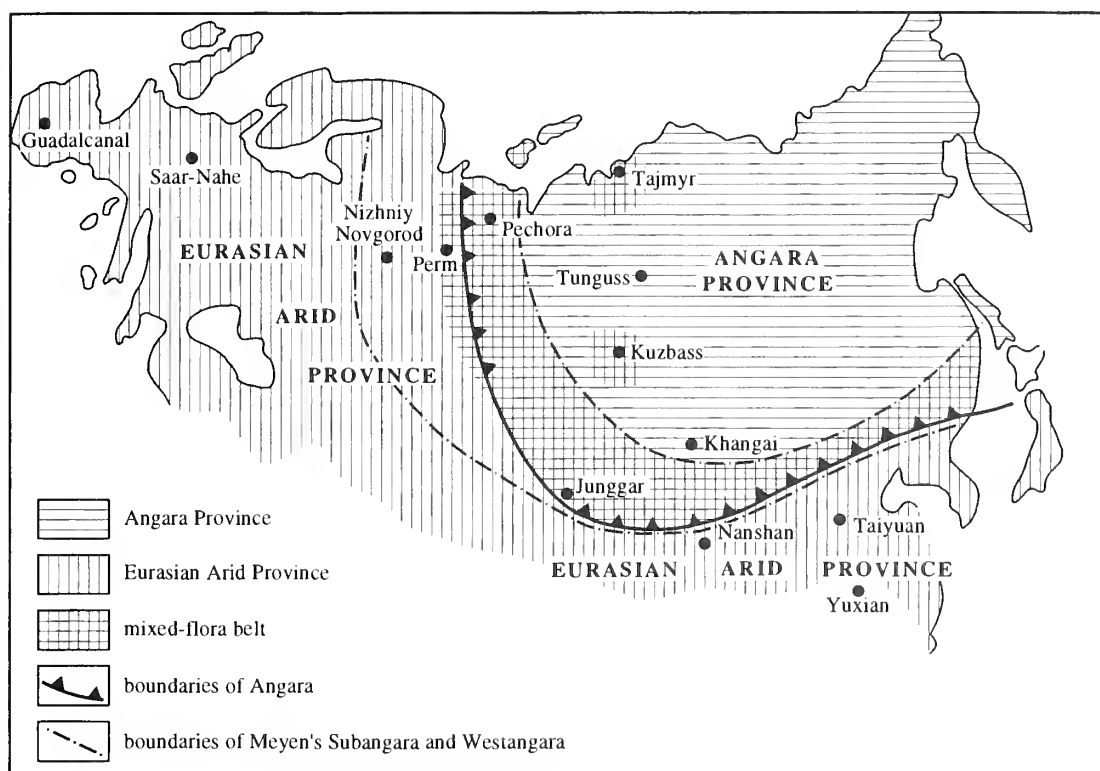 Guadalcanal
Saar-Nahe
Tajmyr
Nizhniy
Novgorod
Pechora
EURASIAN
Perm
ANGARA
PROVINCE
Tunguss
ARID
Kuzbass
PROVINCE
Khangai
Junggar
Nanshan
Taiyuan
EURASIAN ARID PROVINCE
Yuxian
Angara Province
Eurasian Arid Province
mixed-flora belt
boundaries of Angara
boundaries of Meyen's Subangara and Westangara